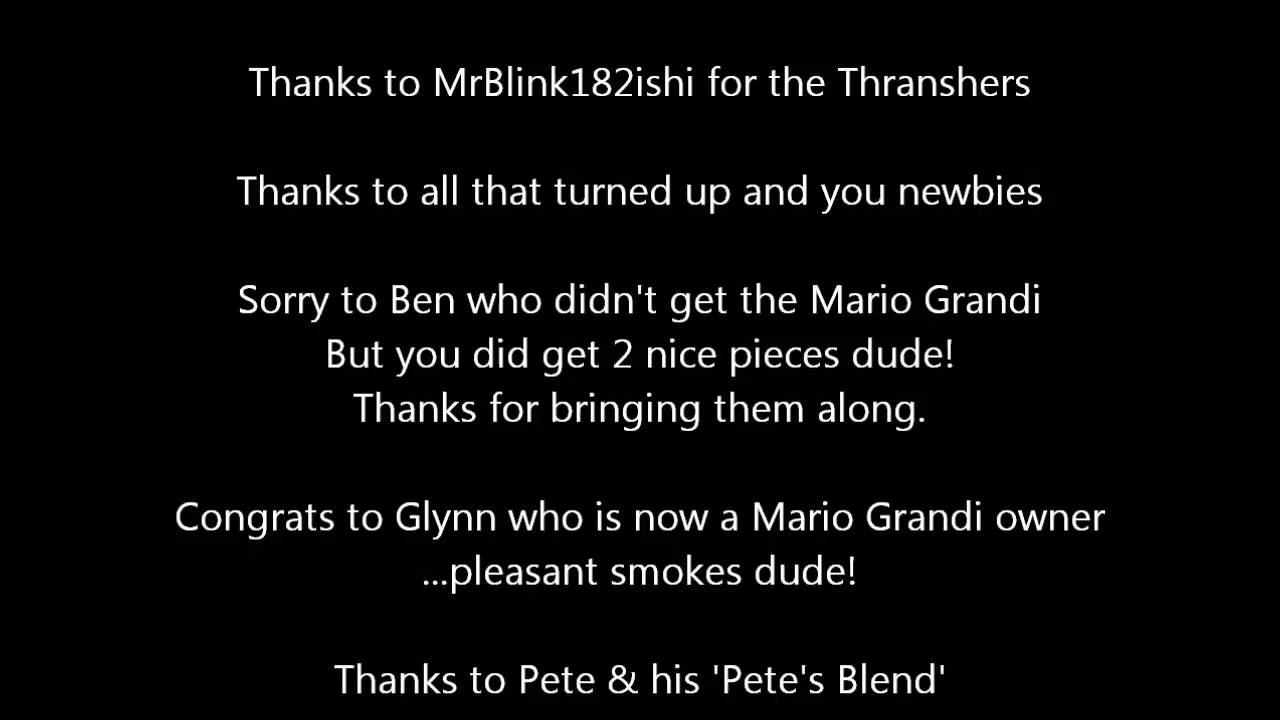 Thanks to MrBlink182ishi for the Thranshers
Thanks to all that turned up and you newbies
Sorry to Ben who didn't get the Mario Grandi
But you did get 2 nice pieces dude!
Thanks for bringing them along.
Congrats to Glynn who is now a Mario Grandi owner
...pleasant smokes dude!
Thanks to Pete & his 'Pete's Blend'